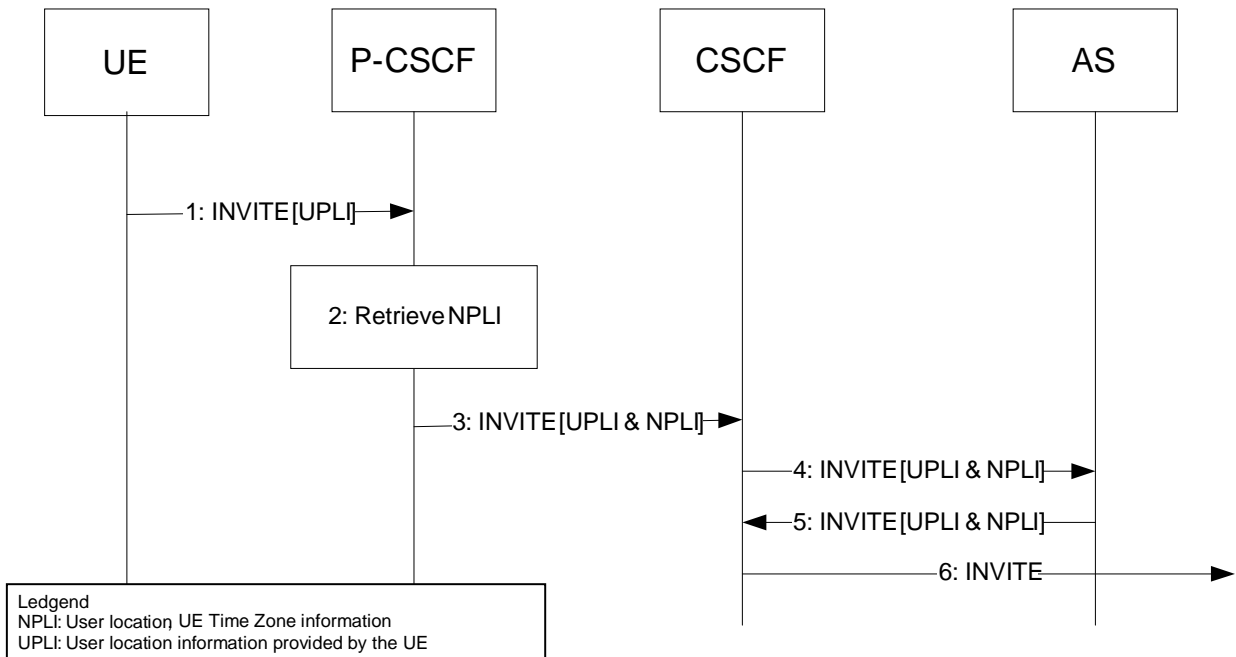 UE
P-CSCF
CSCF
AS
1: INVITE[UPLI]
2: Retrieve NPLI
3: INVITE[UPLI & NPLI]
4: INVITE[UPLI & NPLI]
5: INVITE[UPLI & NPLI]
6: INVITE
Ledgend
NPLI: User location, UE Time Zone information
UPLI: User location information provided by the UE